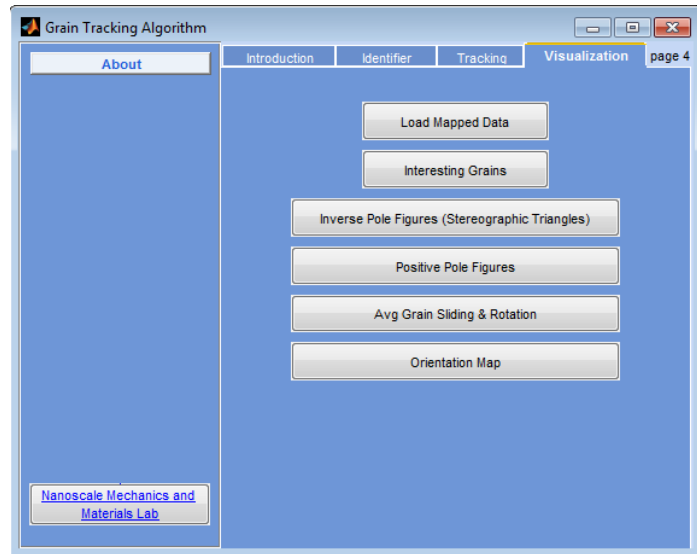 Grain Tracking Algorithm
About
Introduction
Identifier
Tracking
Visualization
page 4
Load Mapped Data
Interesting Grains
Inverse Pole Figures (Stereographic Triangles)
Positive Pole Figures
Avg Grain Sliding & Rotation
Orientation Map
Nanoscale Mechanics and
Materials Lab